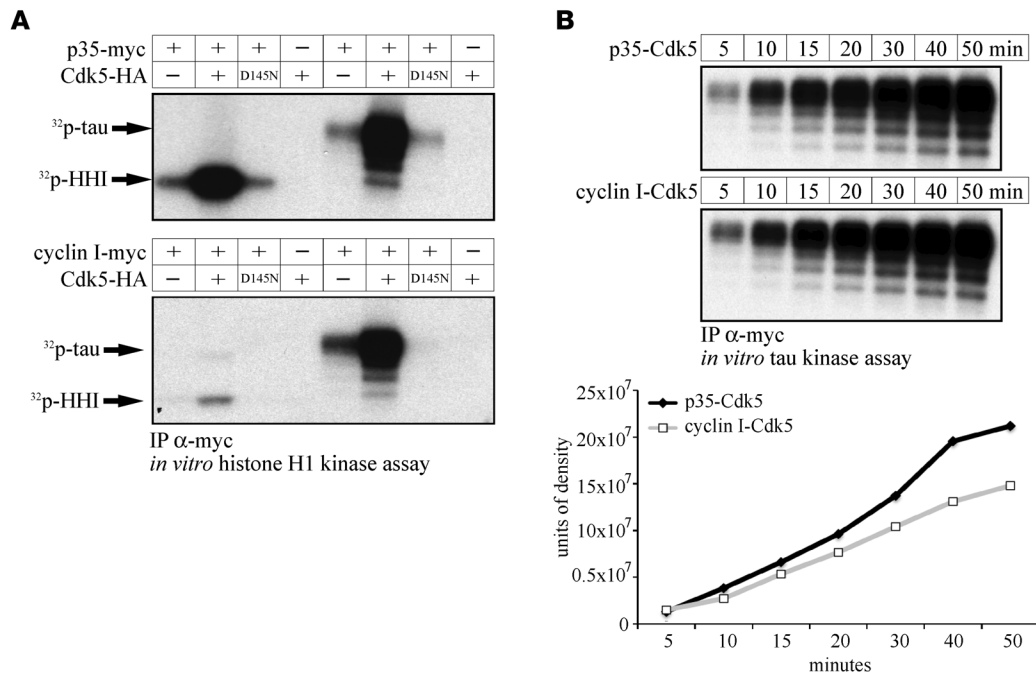 A
p35-myc + + + − + + + −
Cdk5-HA − + D145N + − + D145N +
³²p-tau
³²p-HHI
cyclin I-myc + + + − + + + −
Cdk5-HA − + D145N + − + D145N +
³²p-tau
³²p-HHI
IP α-myc
in vitro histone H1 kinase assay
B
p35-Cdk5 5 10 15 20 30 40 50 min
cyclin I-Cdk5 5 10 15 20 30 40 50 min
IP α-myc
in vitro tau kinase assay
25x10⁷
20x10⁷
15x10⁷
10x10⁷
0.5x10⁷
0
units of density
p35-Cdk5
cyclin I-Cdk5
5 10 15 20 30 40 50
minutes